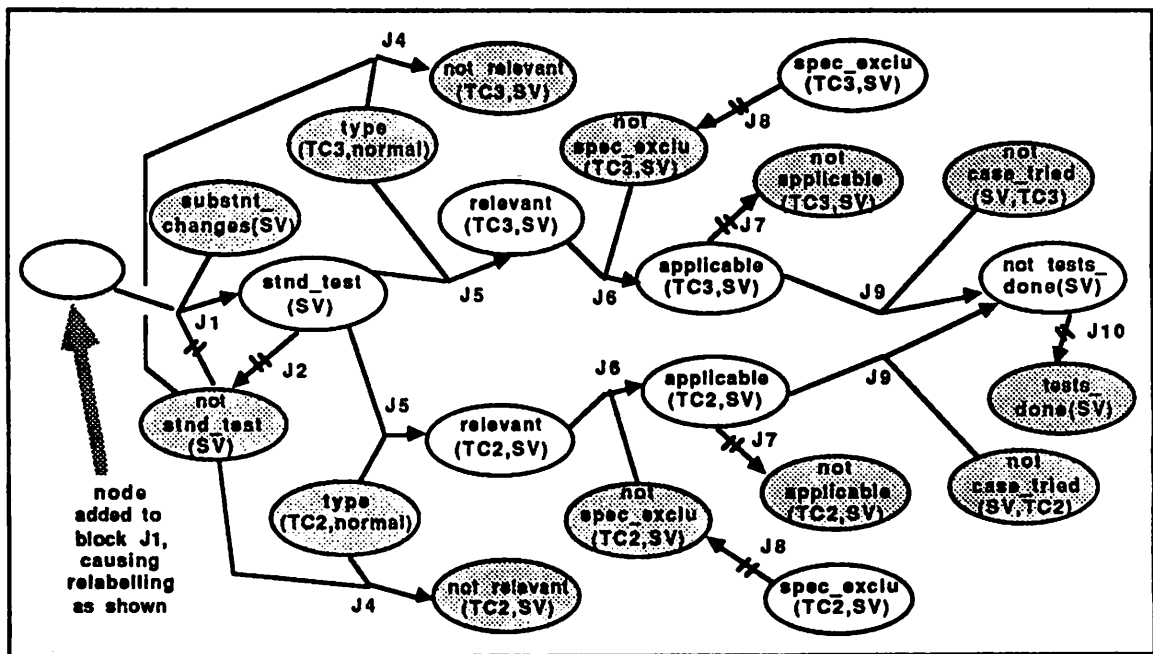 J4
not_relevant
(TC3,SV)
type
(TC3,normal)
spec_exclu
(TC3,SV)
J8
not
spec_exclu
(TC3,SV)
not
applicable
(TC3,SV)
J7
not
case_tried
(SV,TC3)
substnt_
changes(SV)
relevant
(TC3,SV)
J5
J6
applicable
(TC3,SV)
J9
not tests_
done(SV)
J10
tests_
done(SV)
stnd_test
(SV)
J1
J2
not
stnd_test
(SV)
J5
relevant
(TC2,SV)
J6
applicable
(TC2,SV)
J9
J7
not
applicable
(TC2,SV)
not
case_tried
(SV,TC2)
type
(TC2,normal)
not
spec_exclu
(TC2,SV)
J8
spec_exclu
(TC2,SV)
J4
not_relevant
(TC2,SV)
node
added to
block J1,
causing
relabelling
as shown